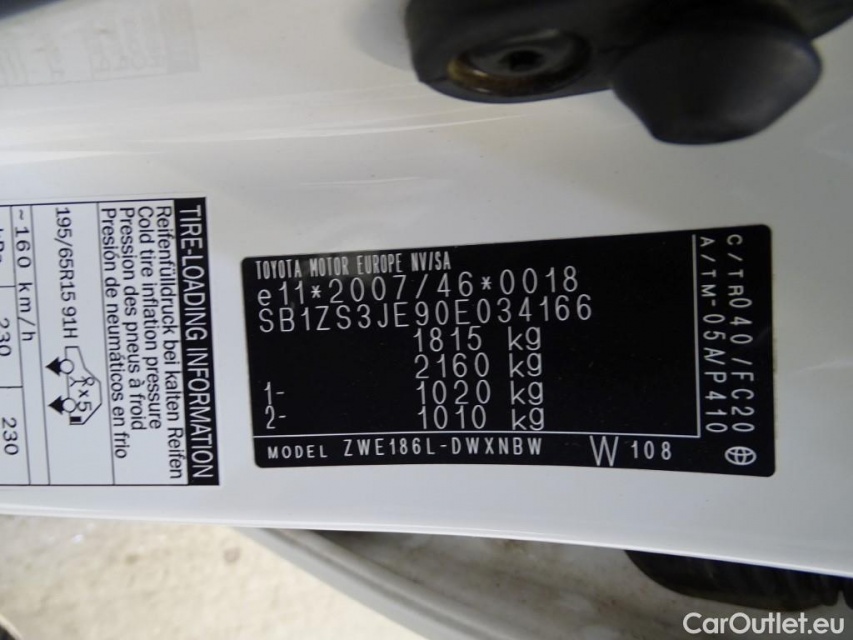 TIRE-LOADING INFORMATION
Reifenfülldruck bei kalten Reifen
Cold tire inflation pressure
Pression des pneus à froid
Presión de neumáticos en frio
195/65R15 91H
×5
~160 km/h
230
230
TOYOTA MOTOR EUROPE NV/SA
e11*2007/46*0018
SB1ZS3JE90E034166
1815 kg
2160 kg
1- 1020 kg
2- 1010 kg
MODEL ZWE186L-DWXNBW W 108
C/TR040/FC20
A/TM-05A/P410
CarOutlet.eu